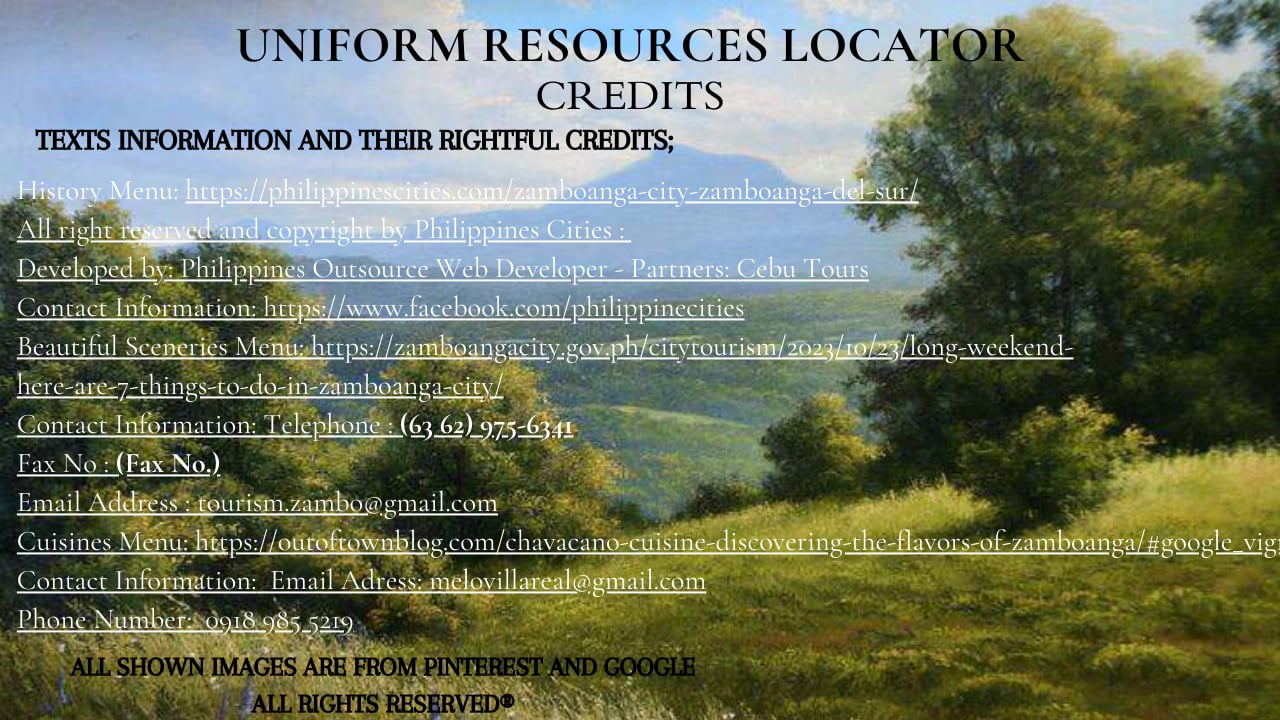 UNIFORM RESOURCES LOCATOR
CREDITS
TEXTS INFORMATION AND THEIR RIGHTFUL CREDITS;
History Menu: https://philippinescities.com/zamboanga-city-zamboanga-del-sur/
All right reserved and copyright by Philippines Cities :
Developed by: Philippines Outsource Web Developer - Partners: Cebu Tours
Contact Information: https://www.facebook.com/philippinecities
Beautiful Sceneries Menu: https://zamboangacity.gov.ph/citytourism/2023/10/23/long-weekend-
here-are-7-things-to-do-in-zamboanga-city/
Contact Information: Telephone : (63 62) 975-6341
Fax No : (Fax No.)
Email Address : tourism.zambo@gmail.com
Cuisines Menu: https://outoftownblog.com/chavacano-cuisine-discovering-the-flavors-of-zamboanga/#google_vig
Contact Information: Email Adress: melovillareal@gmail.com
Phone Number: 0918 985 5219
ALL SHOWN IMAGES ARE FROM PINTEREST AND GOOGLE
ALL RIGHTS RESERVED®